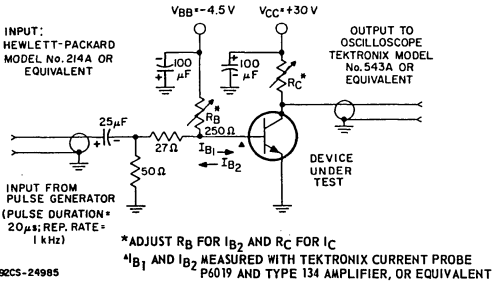 VBB=-4.5V
VCC=+30V
INPUT:
HEWLETT-PACKARD
MODEL No.214A OR
EQUIVALENT
OUTPUT TO
OSCILLOSCOPE
TEKTRONIX MODEL
No.543A OR
EQUIVALENT
100
μF
100
μF
RB*
250Ω
RC*
25μF
27Ω
50Ω
IB1
IB2
▲
DEVICE
UNDER
TEST
INPUT FROM
PULSE GENERATOR
(PULSE DURATION=
20μs; REP. RATE=
1 kHz)
*ADJUST RB FOR IB2 AND RC FOR IC
▲IB1 AND IB2 MEASURED WITH TEKTRONIX CURRENT PROBE
P6019 AND TYPE 134 AMPLIFIER, OR EQUIVALENT
92CS-24985